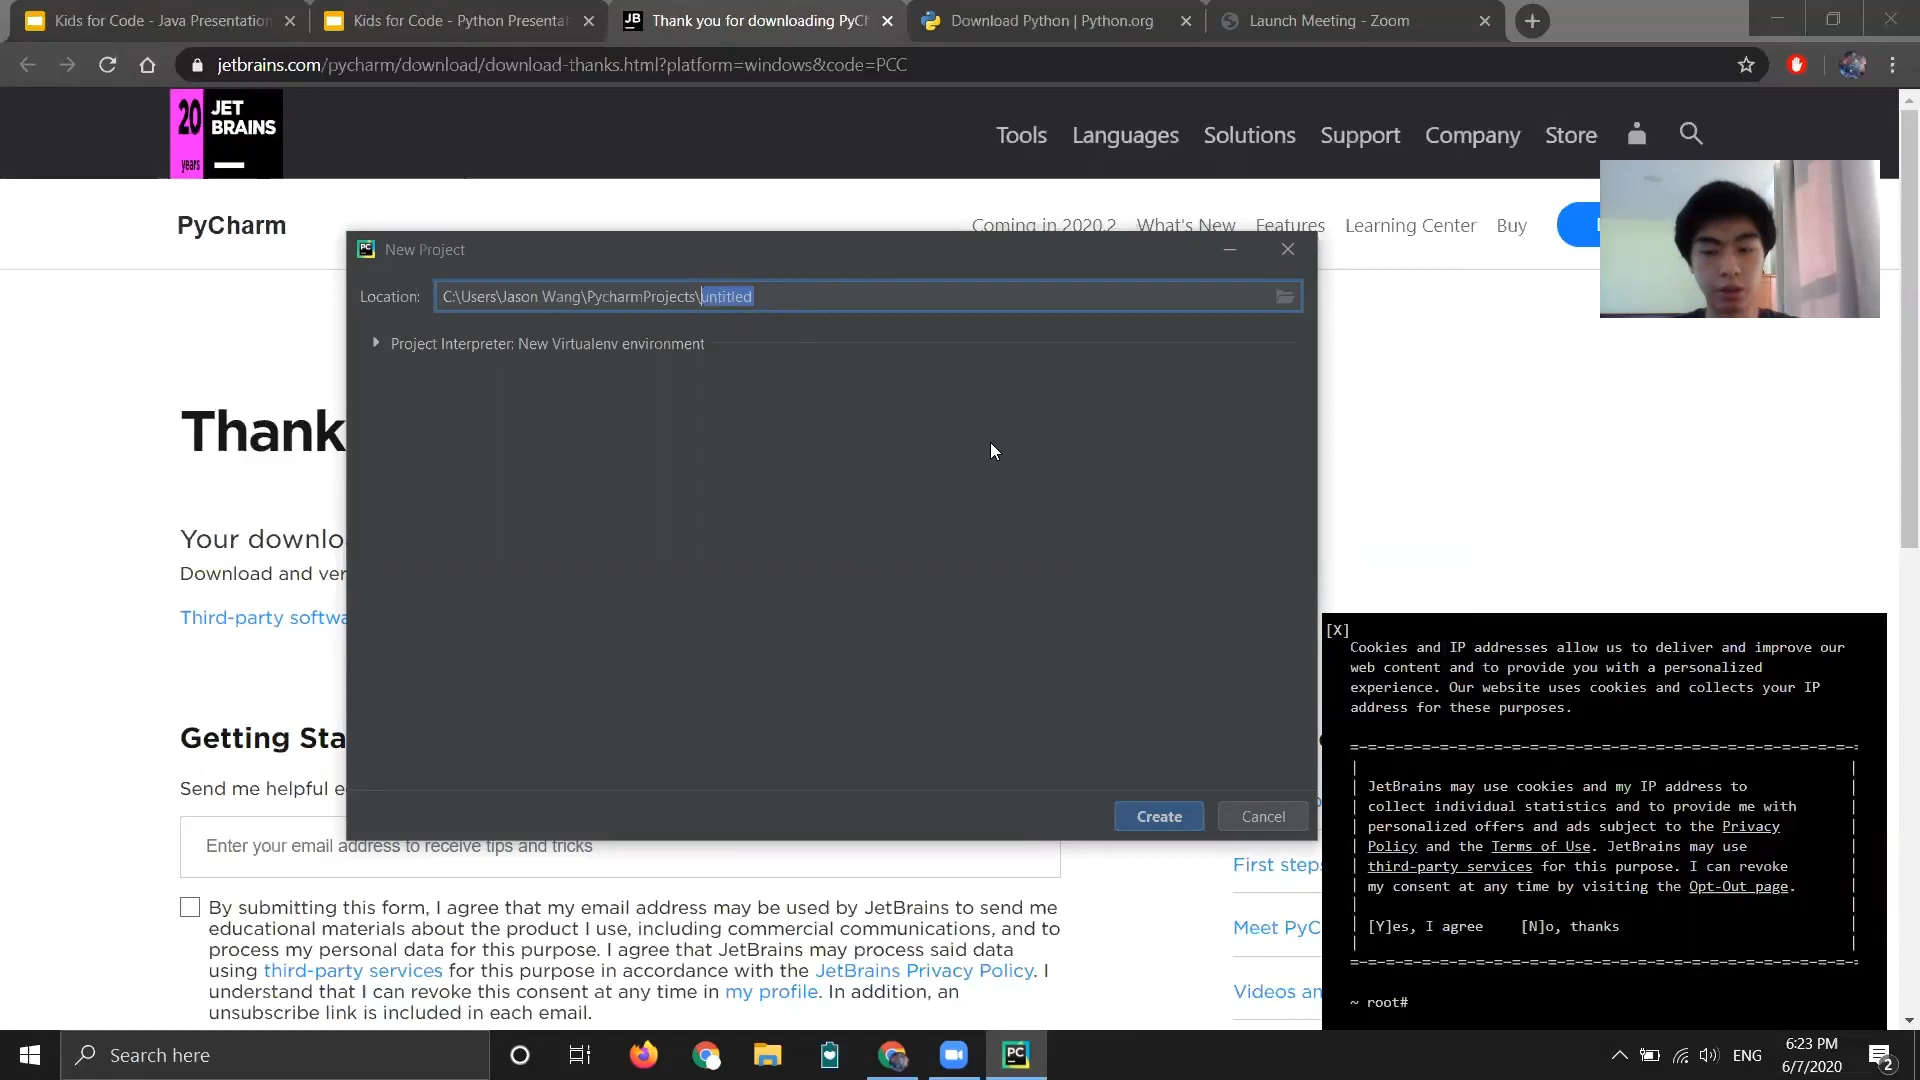 Kids for Code - Java Presentation
Kids for Code - Python Presenta
Thank you for downloading PyCh
Download Python | Python.org
Launch Meeting - Zoom
jetbrains.com/pycharm/download/download-thanks.html?platform=windows&code=PCC
20 years
JET
BRAINS
Tools Languages Solutions Support Company Store
PyCharm
Coming in 2020.2 What's New Features Learning Center Buy
New Project
Location: C:\Users\Jason Wang\PycharmProjects\untitled
Project Interpreter: New Virtualenv environment
Thank
Your downlo
Download and ver
Third-party softwa
Getting Sta
Send me helpful e
Create Cancel
Enter your email address to receive tips and tricks
By submitting this form, I agree that my email address may be used by JetBrains to send me
educational materials about the product I use, including commercial communications, and to
process my personal data for this purpose. I agree that JetBrains may process said data
using third-party services for this purpose in accordance with the JetBrains Privacy Policy. I
understand that I can revoke this consent at any time in my profile. In addition, an
unsubscribe link is included in each email.
First steps
Meet PyC
Videos an
[X]
Cookies and IP addresses allow us to deliver and improve our
web content and to provide you with a personalized
experience. Our website uses cookies and collects your IP
address for these purposes.
JetBrains may use cookies and my IP address to
collect individual statistics and to provide me with
personalized offers and ads subject to the Privacy
Policy and the Terms of Use. JetBrains may use
third-party services for this purpose. I can revoke
my consent at any time by visiting the Opt-Out page.
[Y]es, I agree [N]o, thanks
~ root#
Search here
ENG
6:23 PM
6/7/2020
2